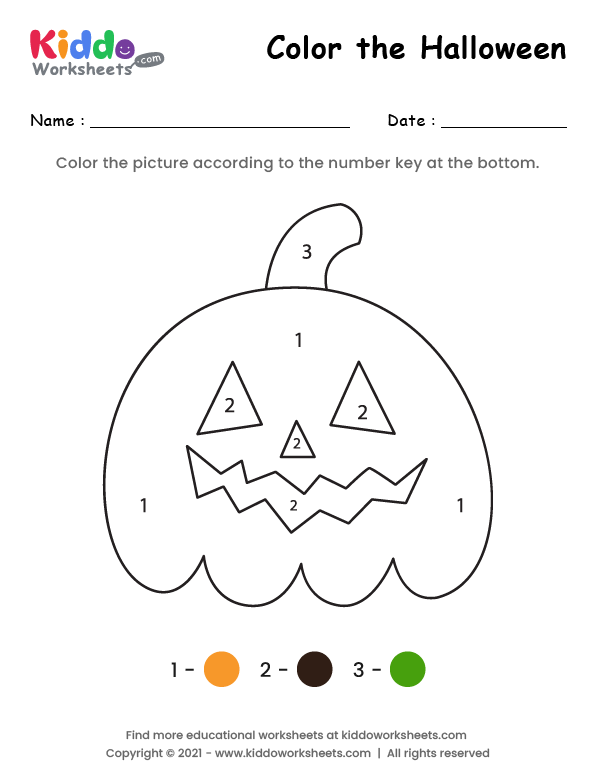 Kiddo
Worksheets .com
Color the Halloween
Name : Date :
Color the picture according to the number key at the bottom.
3
1
2 2
2
1 2 1
1 - 2 - 3 -
Find more educational worksheets at kiddoworksheets.com
Copyright © 2021 - www.kiddoworksheets.com | All rights reserved